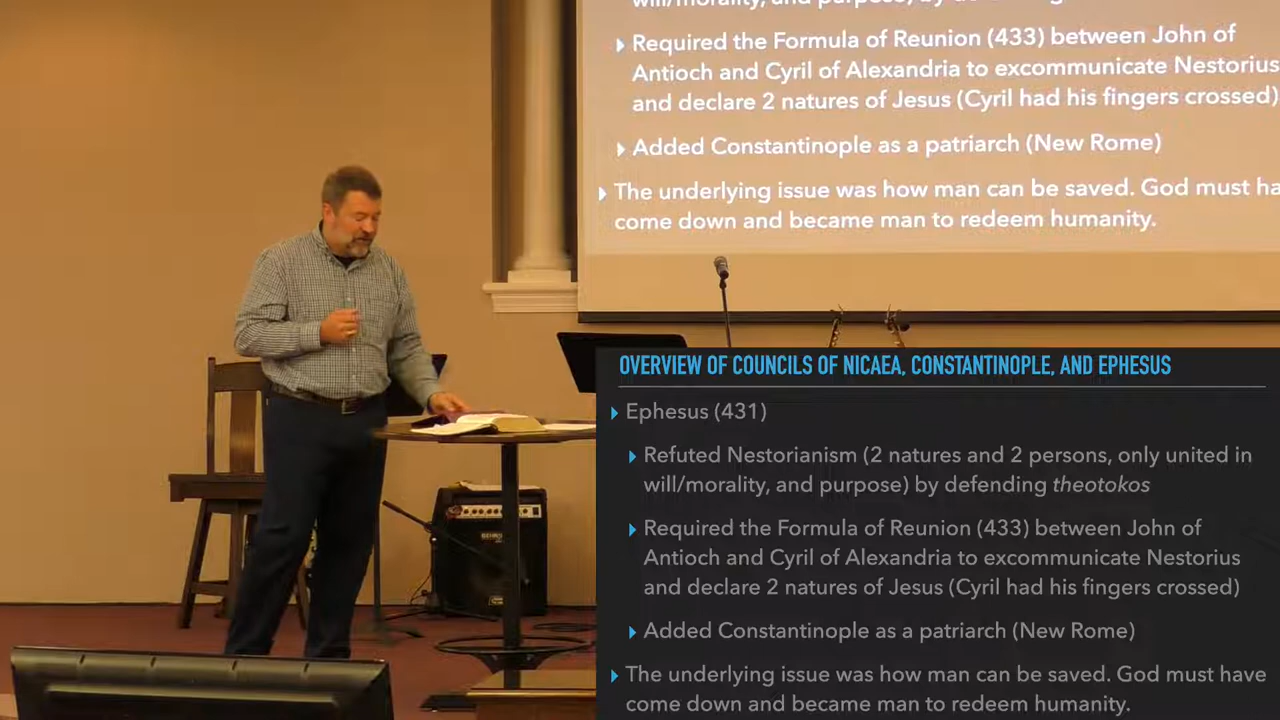 will/morality, and purpose) by
Required the Formula of Reunion (433) between John of
Antioch and Cyril of Alexandria to excommunicate Nestorius
and declare 2 natures of Jesus (Cyril had his fingers crossed)
Added Constantinople as a patriarch (New Rome)
The underlying issue was how man can be saved. God must ha
come down and became man to redeem humanity.
OVERVIEW OF COUNCILS OF NICAEA, CONSTANTINOPLE, AND EPHESUS
Ephesus (431)
Refuted Nestorianism (2 natures and 2 persons, only united in
will/morality, and purpose) by defending theotokos
Required the Formula of Reunion (433) between John of
Antioch and Cyril of Alexandria to excommunicate Nestorius
and declare 2 natures of Jesus (Cyril had his fingers crossed)
Added Constantinople as a patriarch (New Rome)
The underlying issue was how man can be saved. God must have
come down and became man to redeem humanity.